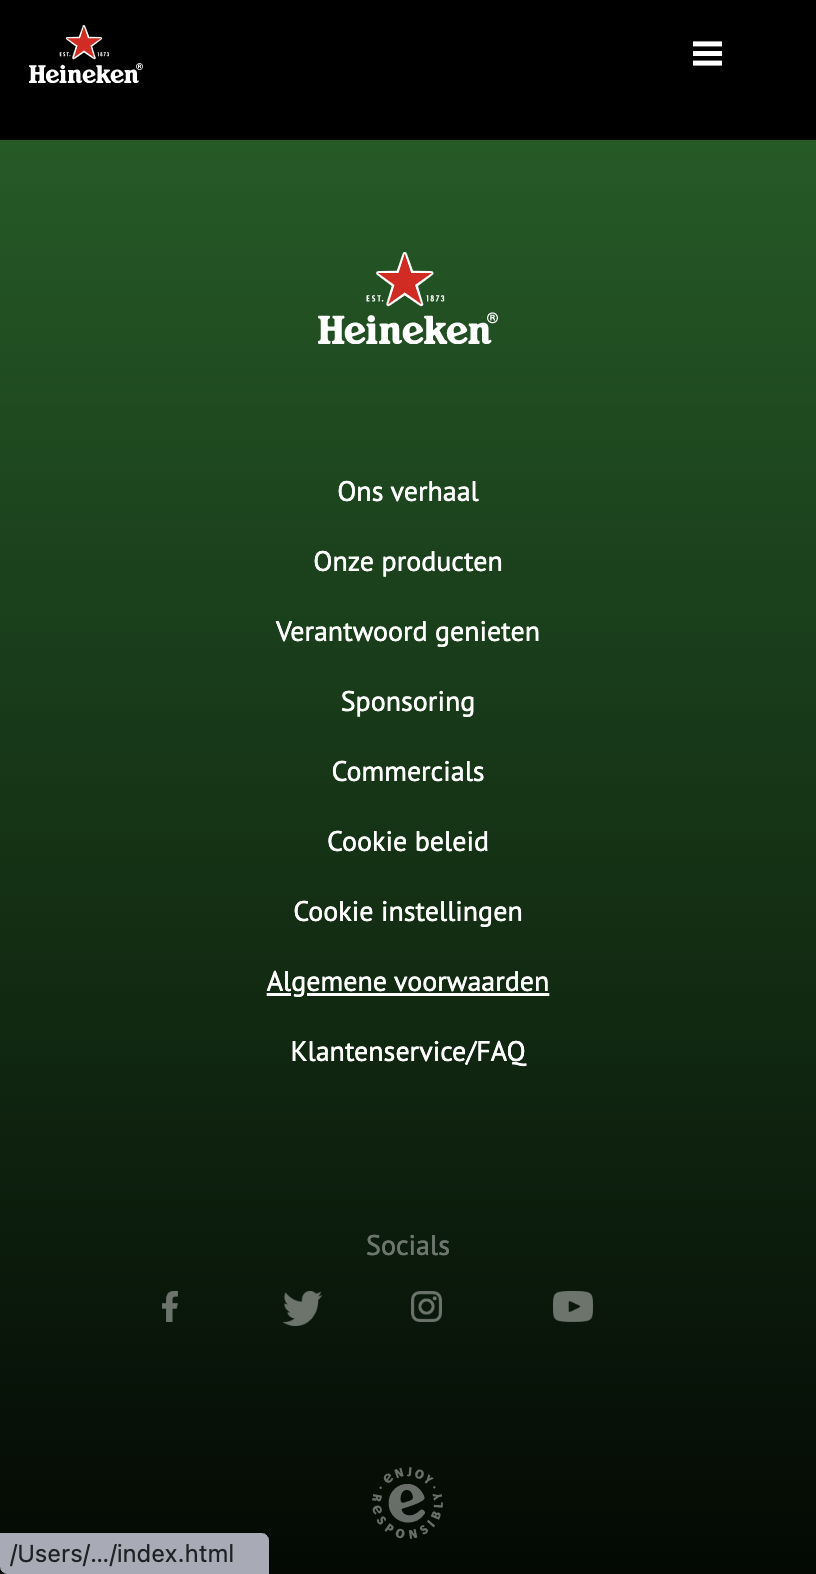 EST. 1873
Heineken®
EST. 1873
Heineken®
Ons verhaal
Onze producten
Verantwoord genieten
Sponsoring
Commercials
Cookie beleid
Cookie instellingen
Algemene voorwaarden
Klantenservice/FAQ
Socials
eNJOY
e
ReSPONSIBLY
/Users/.../index.html